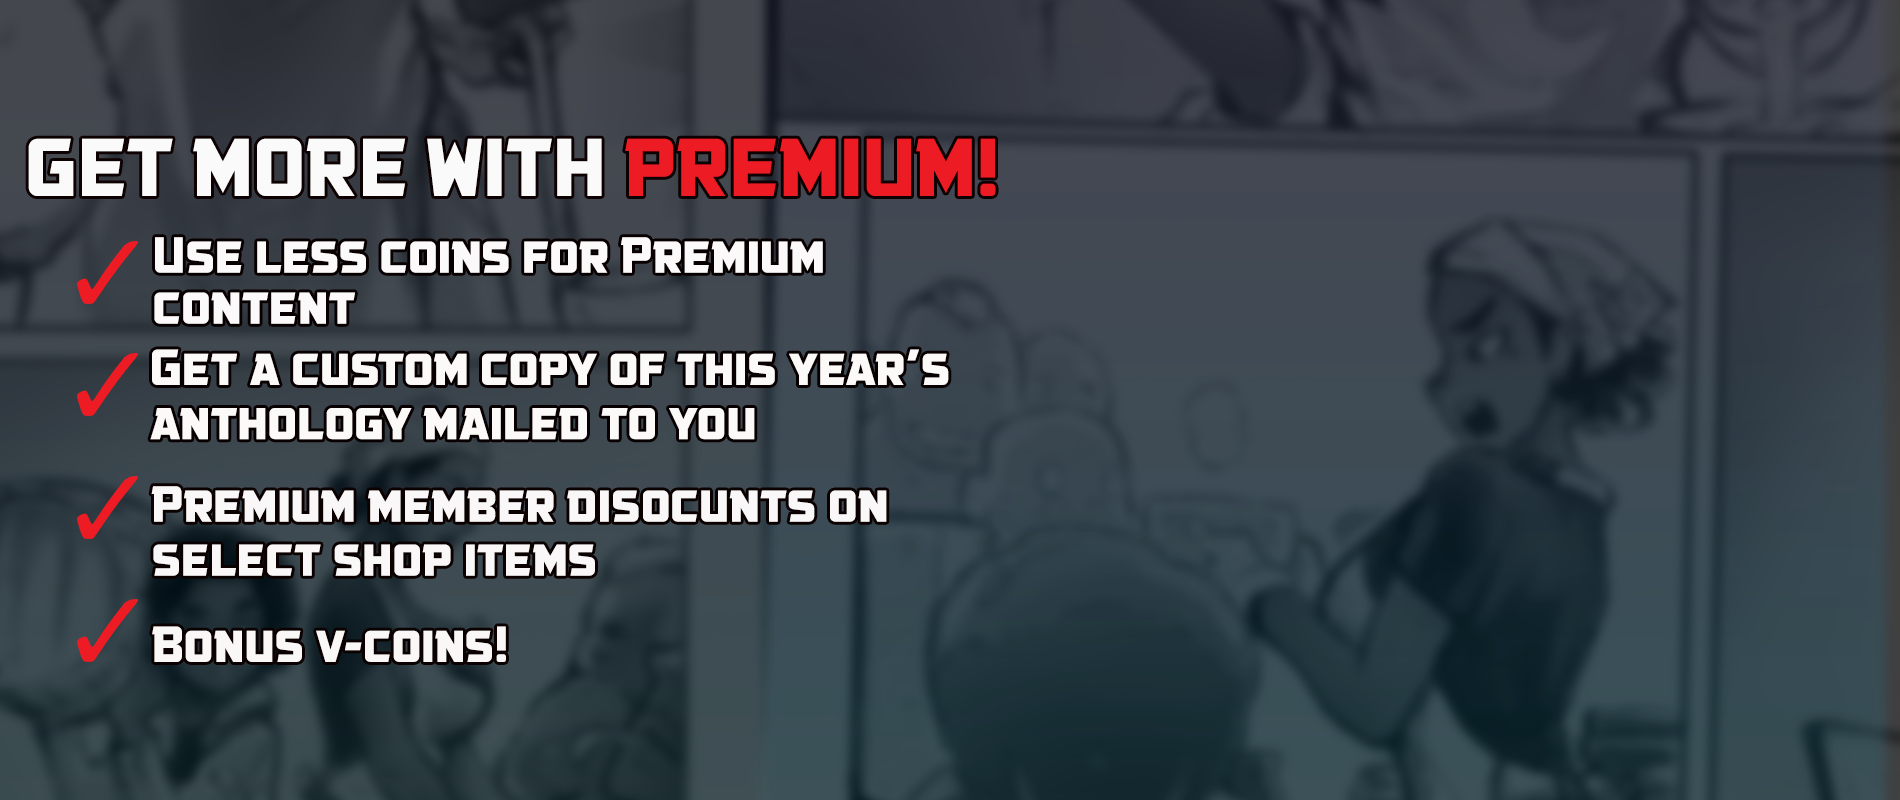 GET MORE WITH PREMIUM!
USE LESS COINS FOR PREMIUM
CONTENT
GET A CUSTOM COPY OF THIS YEAR'S
ANTHOLOGY MAILED TO YOU
PREMIUM MEMBER DISOCUNTS ON
SELECT SHOP ITEMS
BONUS V-COINS!